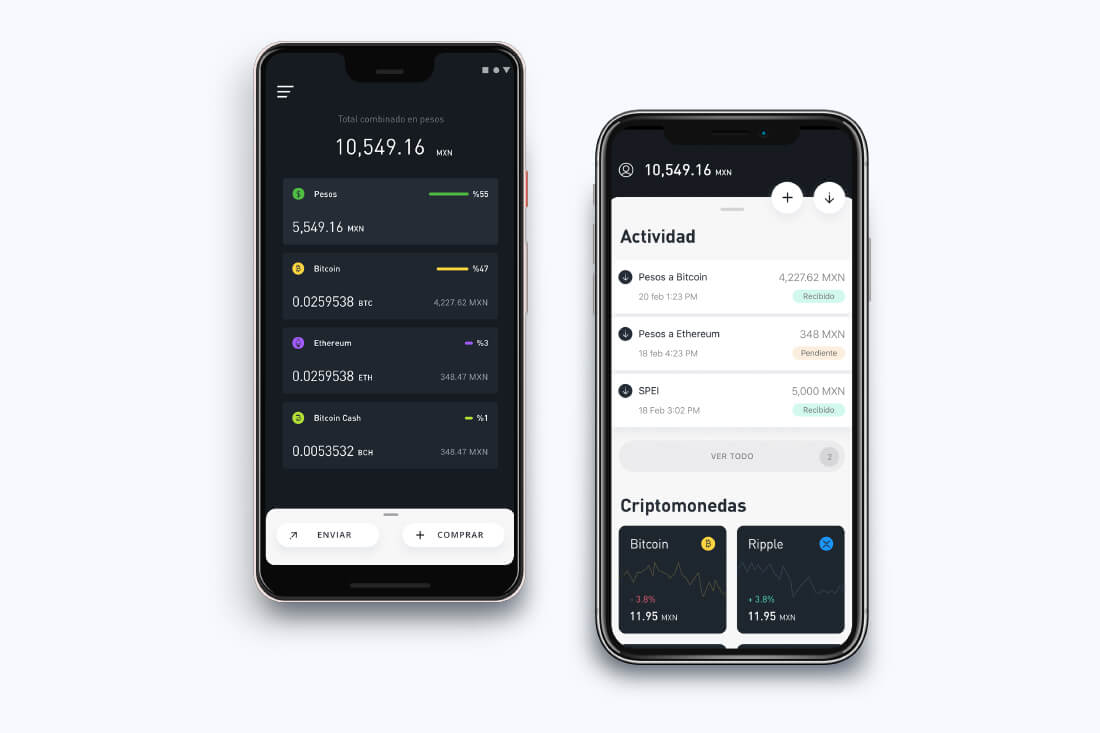 Total combinado en pesos
10,549.16 MXN
Pesos %55
5,549.16 MXN
Bitcoin %47
0.0259538 BTC 4,227.62 MXN
Ethereum %3
0.0259538 ETH 348.47 MXN
Bitcoin Cash %1
0.0053532 BCH 348.47 MXN
ENVIAR COMPRAR
10,549.16 MXN
Actividad
Pesos a Bitcoin 4,227.62 MXN
20 feb 1:23 PM Recibido
Pesos a Ethereum 348 MXN
18 feb 4:23 PM Pendiente
SPEI 5,000 MXN
18 Feb 3:02 PM Recibido
VER TODO 2
Criptomonedas
Bitcoin Ripple
- 3.8% + 3.8%
11.95 MXN 11.95 MXN